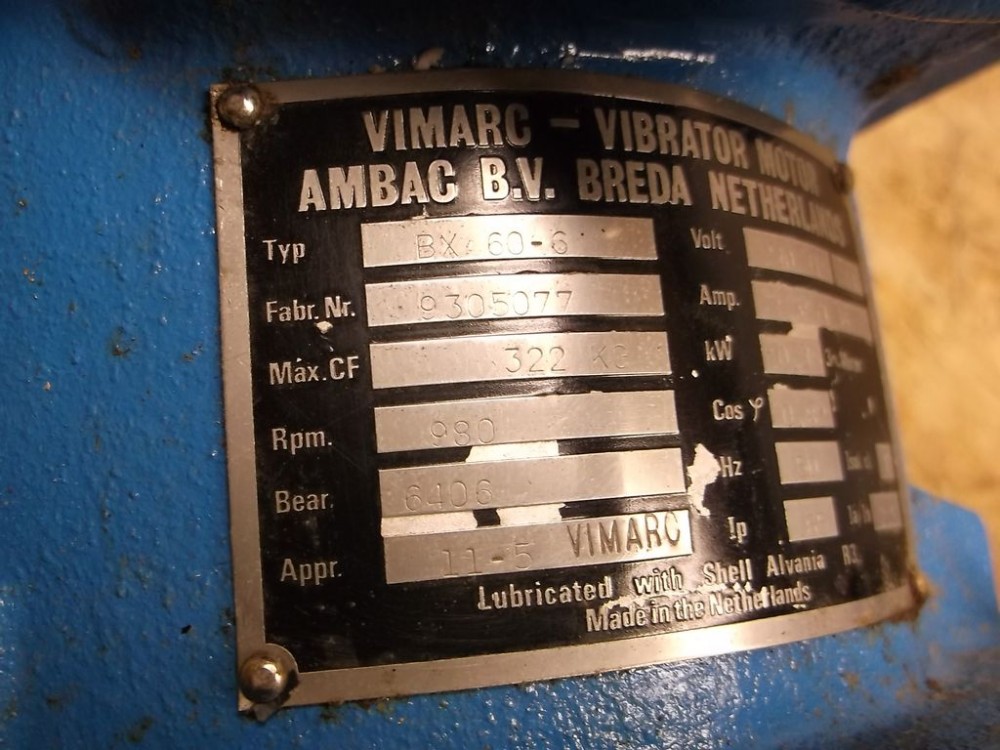 VIMARC - VIBRATOR MOTOR
AMBAC B.V. BREDA NETHERLANDS
Typ BX 60-6 Volt
Fabr. Nr. 9305077 Amp.
Max. CF 322 KG kW
Rpm. 980 Cos φ
Bear. 6406 Hz
Appr. 11-5 VIMARC Ip
Lubricated with Shell Alvania R3.
Made in the Netherlands